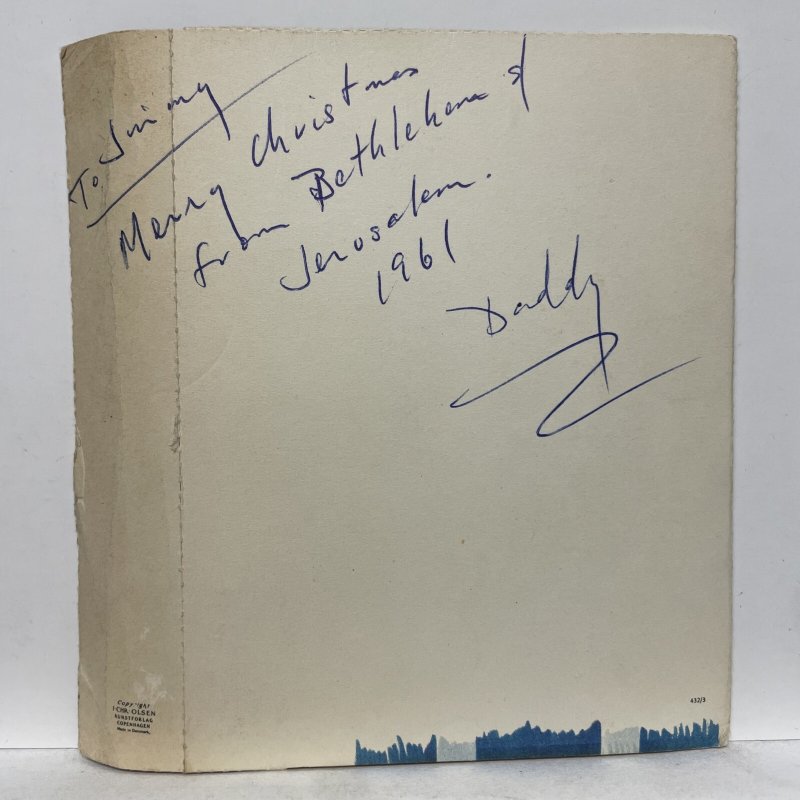 To Jimmy
Merry Christmas
from Bethlehem &
Jerusalem.
1961
Daddy
Copyright
I·CHR. OLSEN
KUNSTFORLAG
COPENHAGEN
Made in Denmark.
432/3